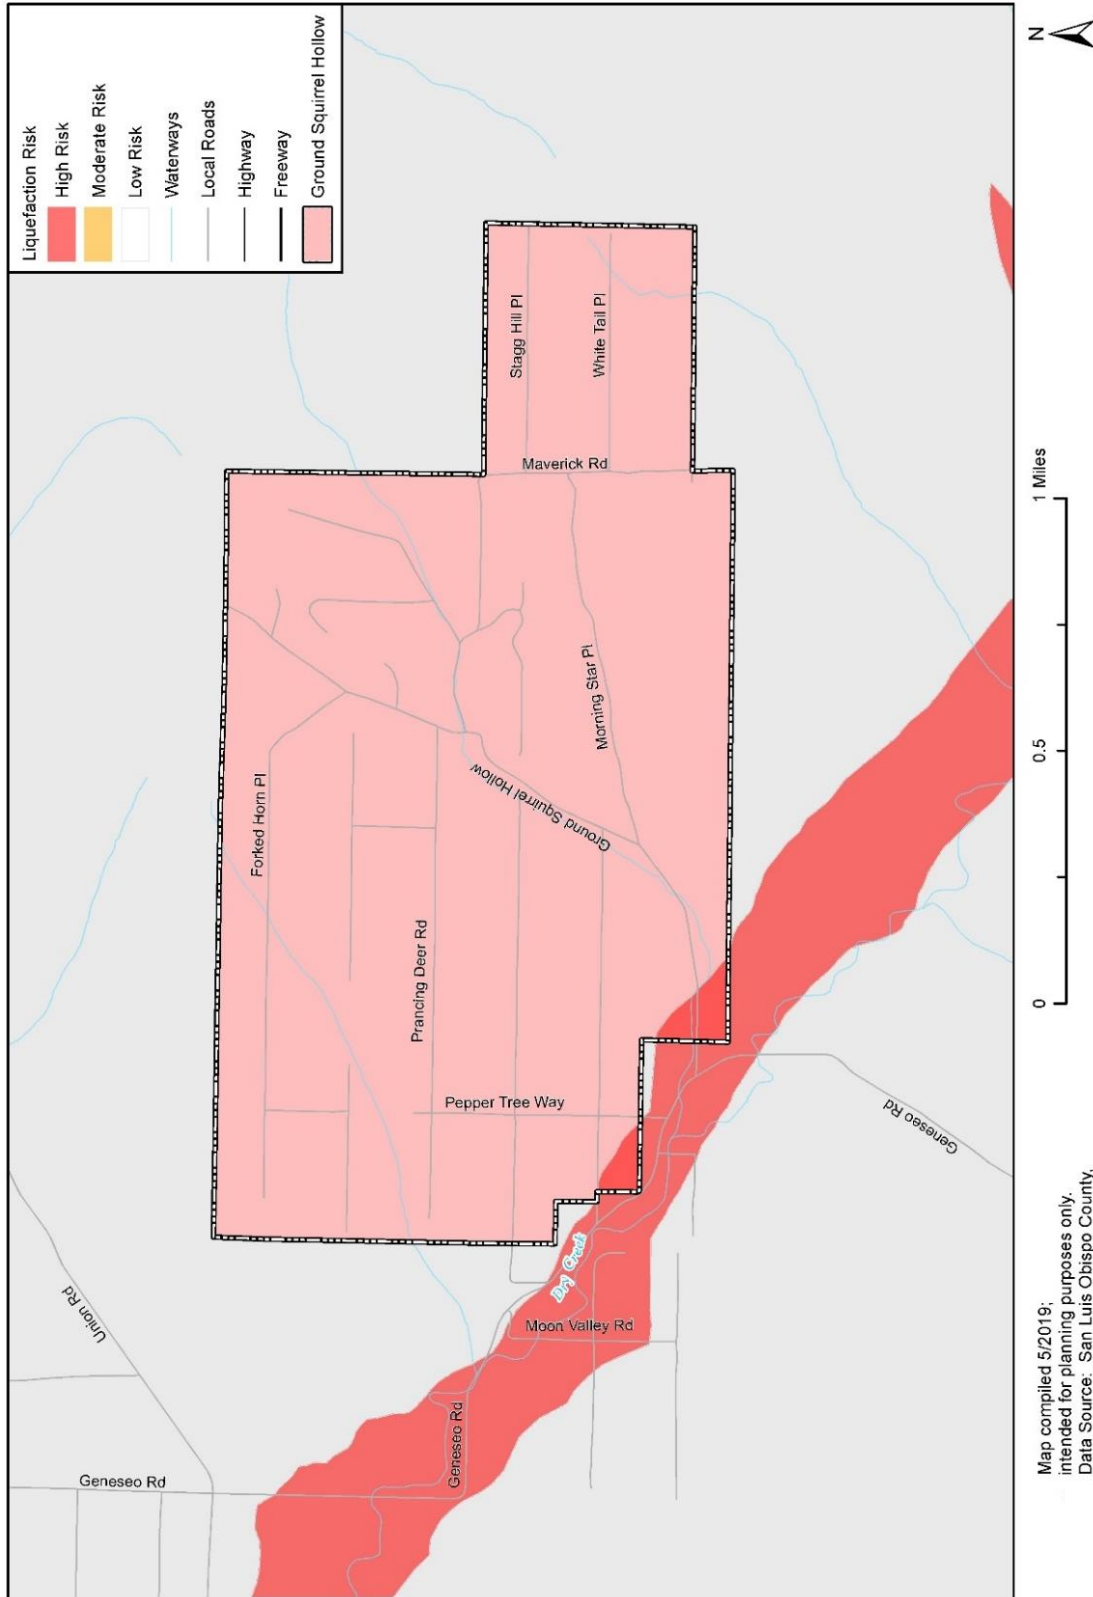 Liquefaction Risk
High Risk
Moderate Risk
Low Risk
Waterways
Local Roads
Highway
Freeway
Ground Squirrel Hollow
Union Rd
Geneseo Rd
Geneseo Rd
Moon Valley Rd
Dry Creek
Forked Horn Pl
Prancing Deer Rd
Pepper Tree Way
Ground Squirrel Hollow
Morning Star Pl
Maverick Rd
Stagg Hill Pl
White Tail Pl
Geneseo Rd
Map compiled 5/2019;
intended for planning purposes only.
Data Source: San Luis Obispo County,
0 0.5 1 Miles
N